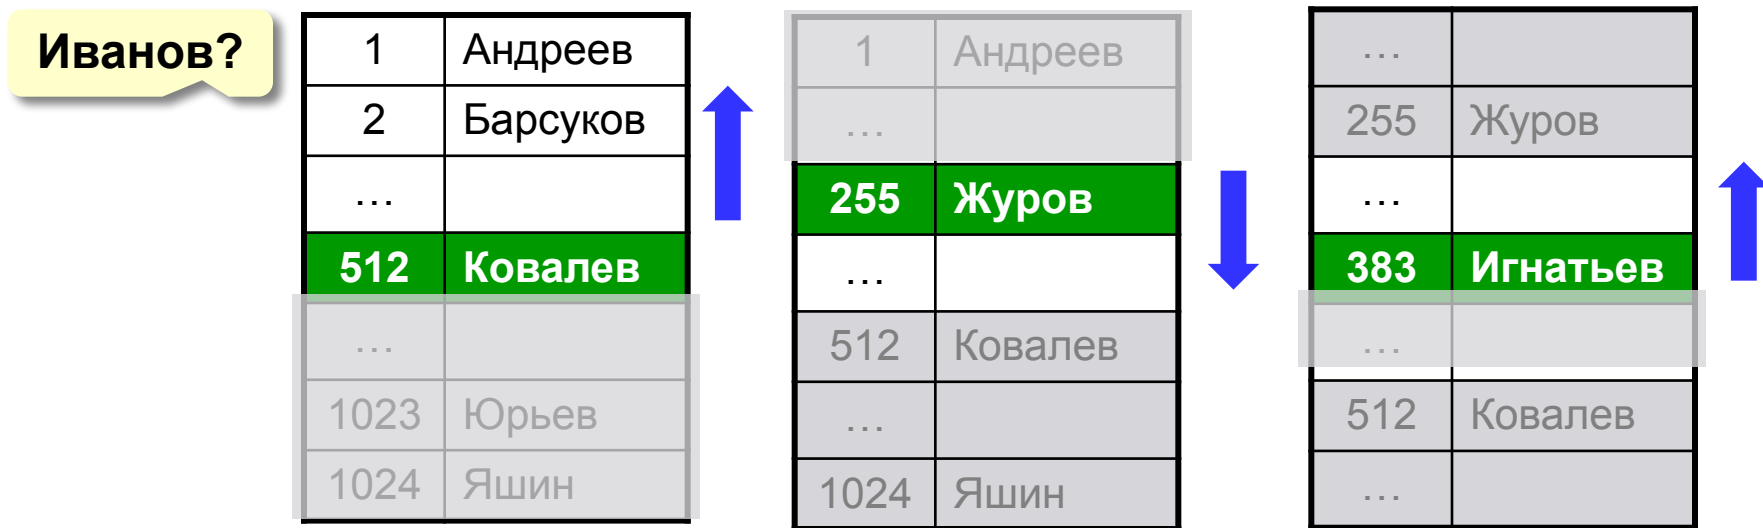 Иванов?
1 Андреев
2 Барсуков
…
512 Ковалев
…
1023 Юрьев
1024 Яшин
1 Андреев
…
255 Журов
…
512 Ковалев
…
1024 Яшин
…
255 Журов
…
383 Игнатьев
…
512 Ковалев
…